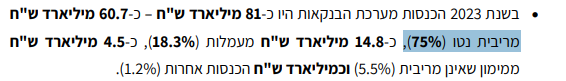 • בשנת 2023 הכנסות מערכת הבנקאות היו כ-81 מיליארד ש"ח – כ-60.7 מיליארד ש"ח
מריבית נטו (75%), כ-14.8 מיליארד ש"ח מעמלות (18.3%), כ-4.5 מיליארד ש"ח
ממימון שאינן מריבית (5.5%) וכמיליארד ש"ח הכנסות אחרות (1.2%).